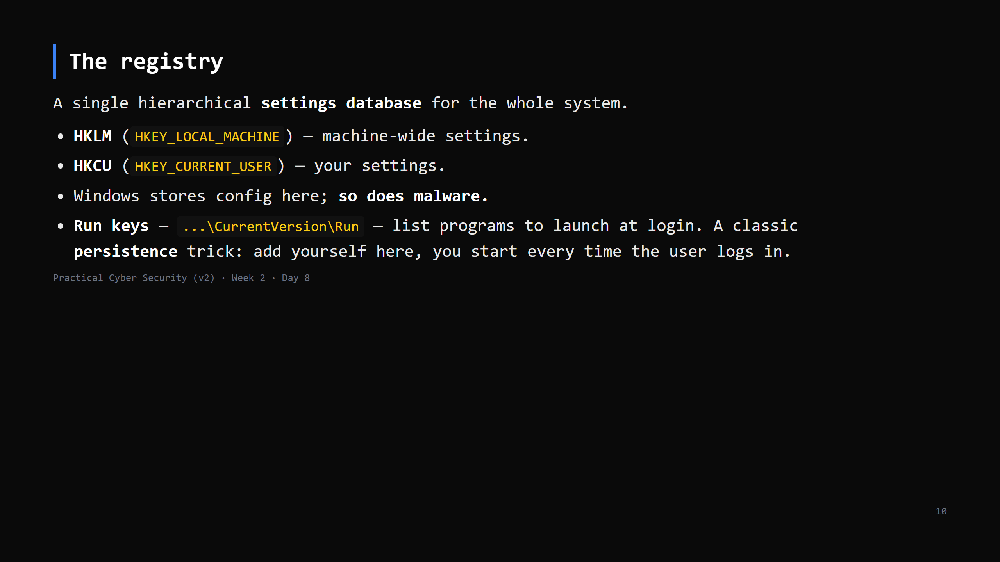 The registry
A single hierarchical settings database for the whole system.
• HKLM (HKEY_LOCAL_MACHINE) — machine-wide settings.
• HKCU (HKEY_CURRENT_USER) — your settings.
• Windows stores config here; so does malware.
• Run keys — ...\CurrentVersion\Run — list programs to launch at login. A classic
persistence trick: add yourself here, you start every time the user logs in.
Practical Cyber Security (v2) · Week 2 · Day 8
10